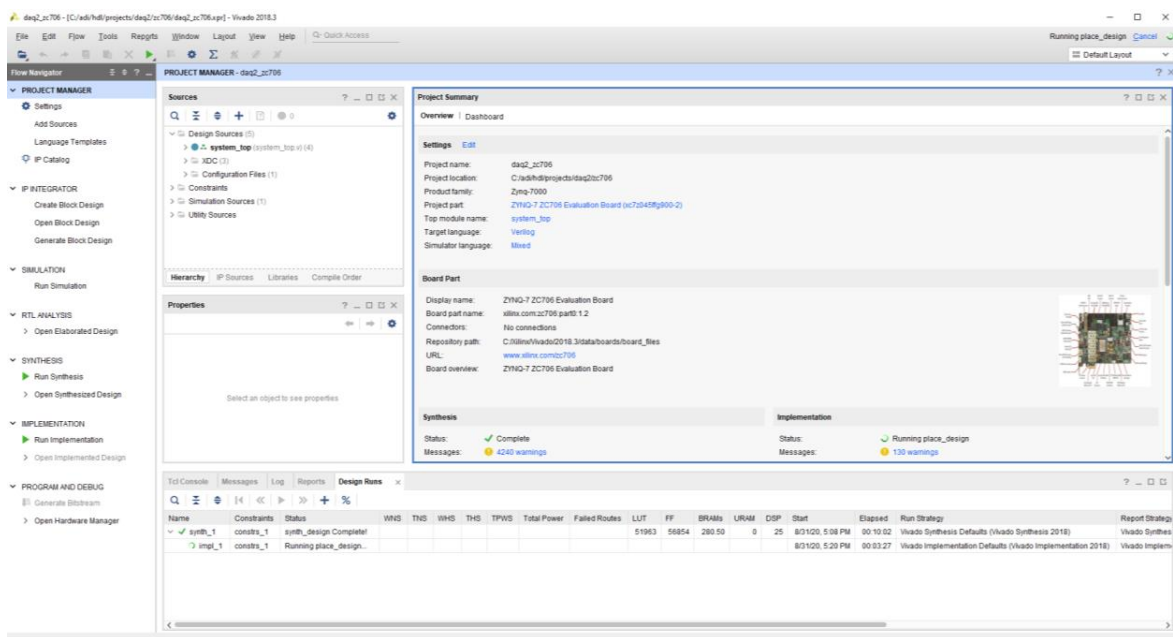 daq2_zc706 - [C:/adi/hdl/projects/daq2/zc706/daq2_zc706.xpr] - Vivado 2018.3
File Edit Flow Tools Reports Window Layout View Help Quick Access
Running place_design Cancel
Default Layout
Flow Navigator
PROJECT MANAGER
Settings
Add Sources
Language Templates
IP Catalog
IP INTEGRATOR
Create Block Design
Open Block Design
Generate Block Design
SIMULATION
Run Simulation
RTL ANALYSIS
Open Elaborated Design
SYNTHESIS
Run Synthesis
Open Synthesized Design
IMPLEMENTATION
Run Implementation
Open Implemented Design
PROGRAM AND DEBUG
Generate Bitstream
Open Hardware Manager
PROJECT MANAGER - daq2_zc706
Sources
0
Design Sources (5)
system_top (system_top.v) (4)
XDC (3)
Configuration Files (1)
Constraints
Simulation Sources (1)
Utility Sources
Hierarchy IP Sources Libraries Compile Order
Properties
Select an object to see properties
Project Summary
Overview | Dashboard
Settings Edit
Project name: daq2_zc706
Project location: C:/adi/hdl/projects/daq2/zc706
Product family: Zynq-7000
Project part: ZYNQ-7 ZC706 Evaluation Board (xc7z045ffg900-2)
Top module name: system_top
Target language: Verilog
Simulator language: Mixed
Board Part
Display name: ZYNQ-7 ZC706 Evaluation Board
Board part name: xilinx.com:zc706:part0:1.2
Connectors: No connections
Repository path: C:/Xilinx/Vivado/2018.3/data/boards/board_files
URL: www.xilinx.com/zc706
Board overview: ZYNQ-7 ZC706 Evaluation Board
Synthesis
Status: Complete
Messages: 4240 warnings
Implementation
Status: Running place_design
Messages: 130 warnings
Tcl Console Messages Log Reports Design Runs
Name Constraints Status WNS TNS WHS THS TPWS Total Power Failed Routes LUT FF BRAMs URAM DSP Start Elapsed Run Strategy Report Strategy
synth_1 constrs_1 synth_design Complete! 51963 56854 280.50 0 25 8/31/20, 5:08 PM 00:10:02 Vivado Synthesis Defaults (Vivado Synthesis 2018) Vivado Synthes
impl_1 constrs_1 Running place_design... 8/31/20, 5:20 PM 00:03:27 Vivado Implementation Defaults (Vivado Implementation 2018) Vivado Implem